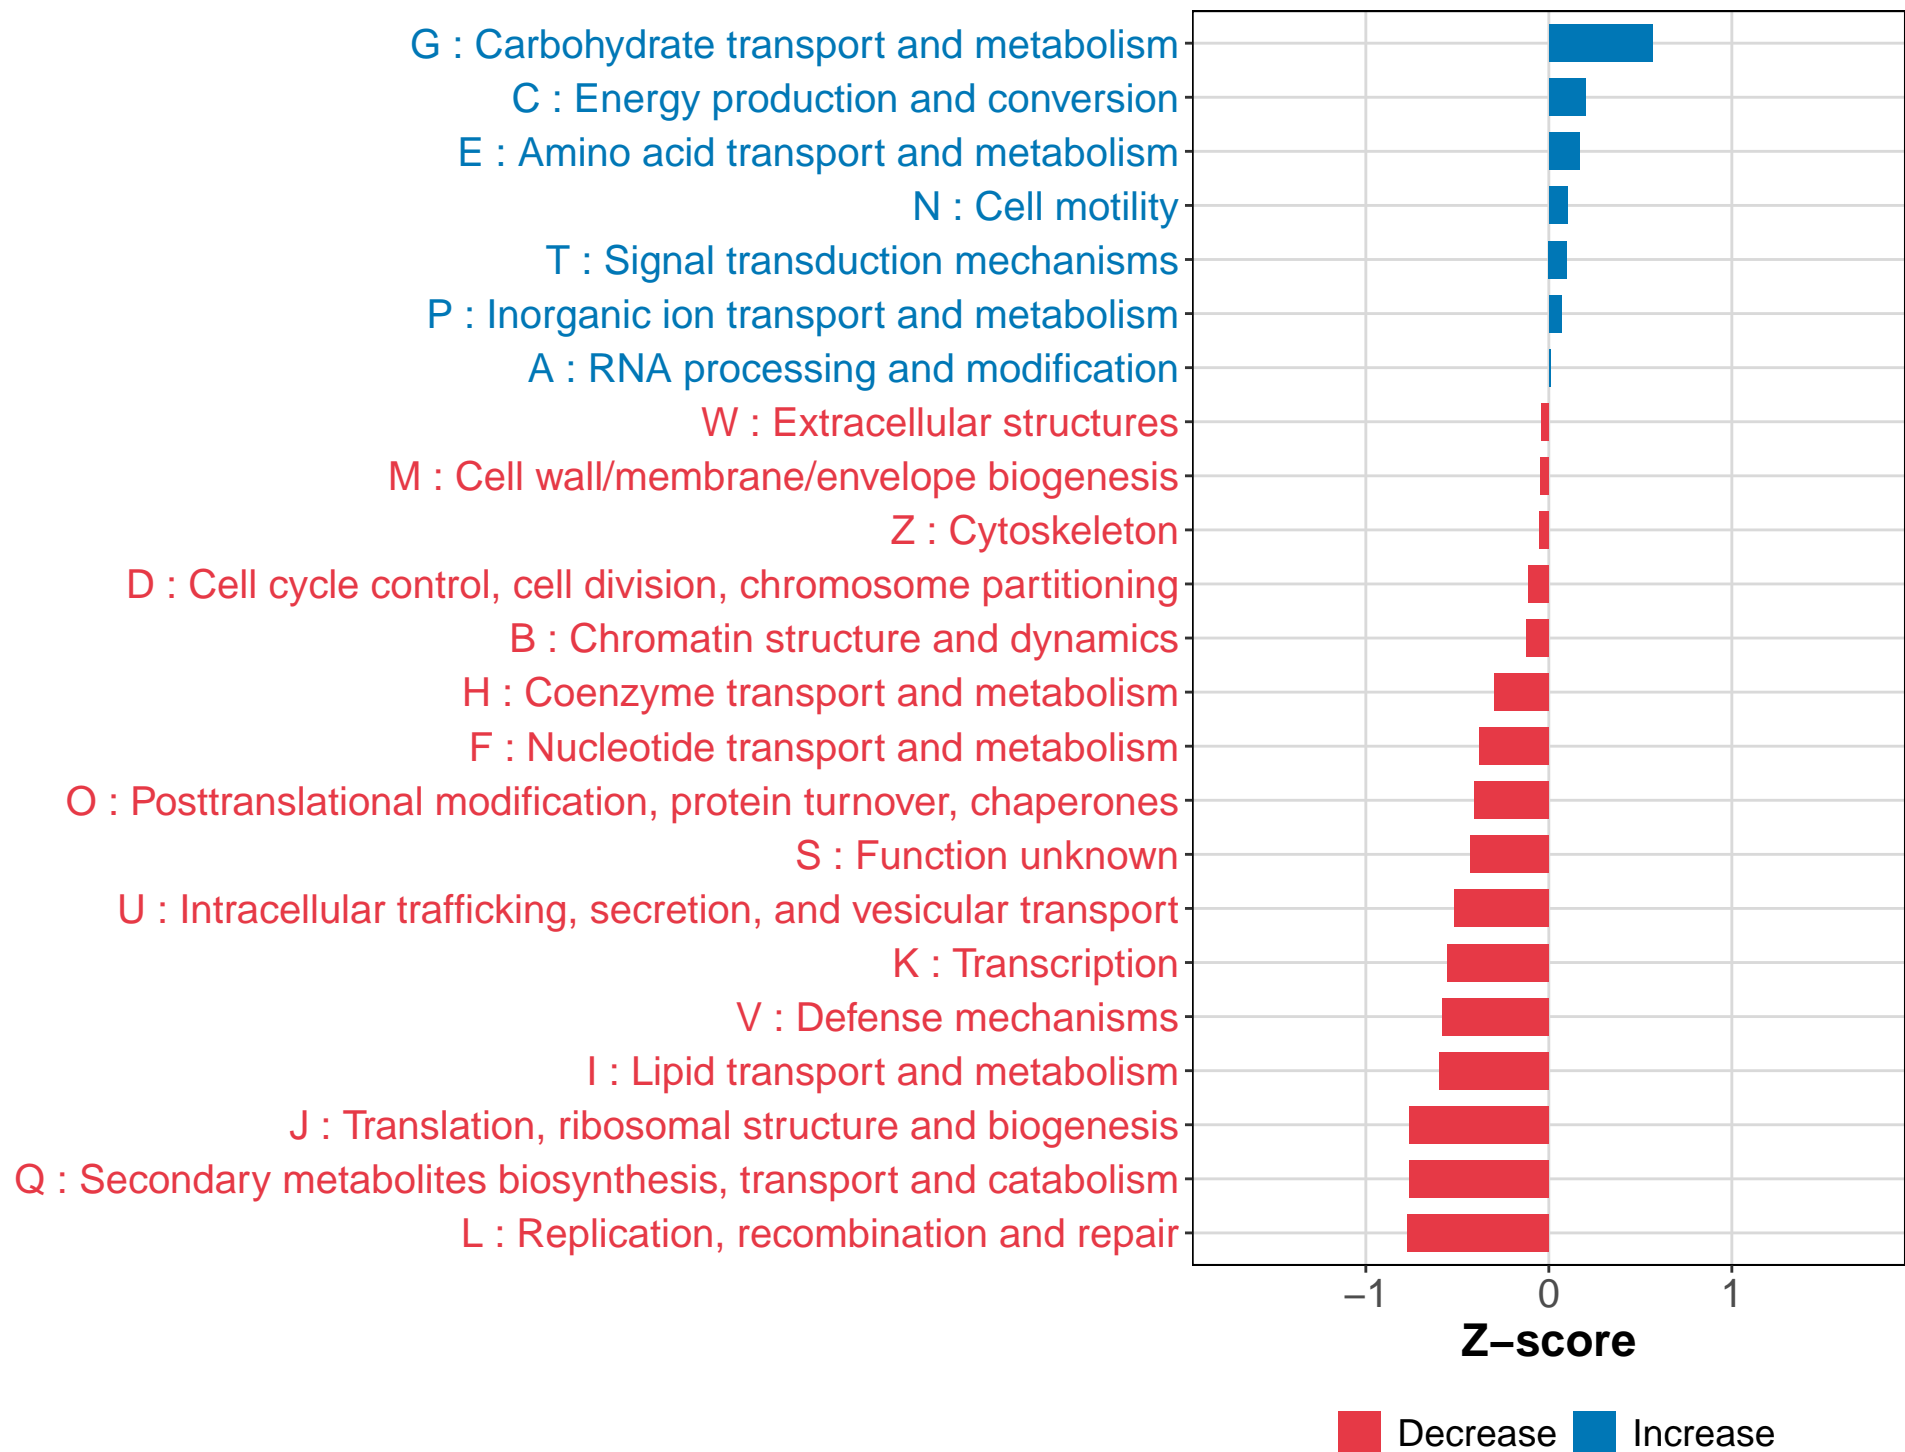 G : Carbohydrate transport and metabolism
C : Energy production and conversion
E : Amino acid transport and metabolism
N : Cell motility
T : Signal transduction mechanisms
P : Inorganic ion transport and metabolism
A : RNA processing and modification
W : Extracellular structures
M : Cell wall/membrane/envelope biogenesis
Z : Cytoskeleton
D : Cell cycle control, cell division, chromosome partitioning
B : Chromatin structure and dynamics
H : Coenzyme transport and metabolism
F : Nucleotide transport and metabolism
O : Posttranslational modification, protein turnover, chaperones
S : Function unknown
U : Intracellular trafficking, secretion, and vesicular transport
K : Transcription
V : Defense mechanisms
I : Lipid transport and metabolism
J : Translation, ribosomal structure and biogenesis
Q : Secondary metabolites biosynthesis, transport and catabolism
L : Replication, recombination and repair
−1 0 1
Z−score
Decrease Increase